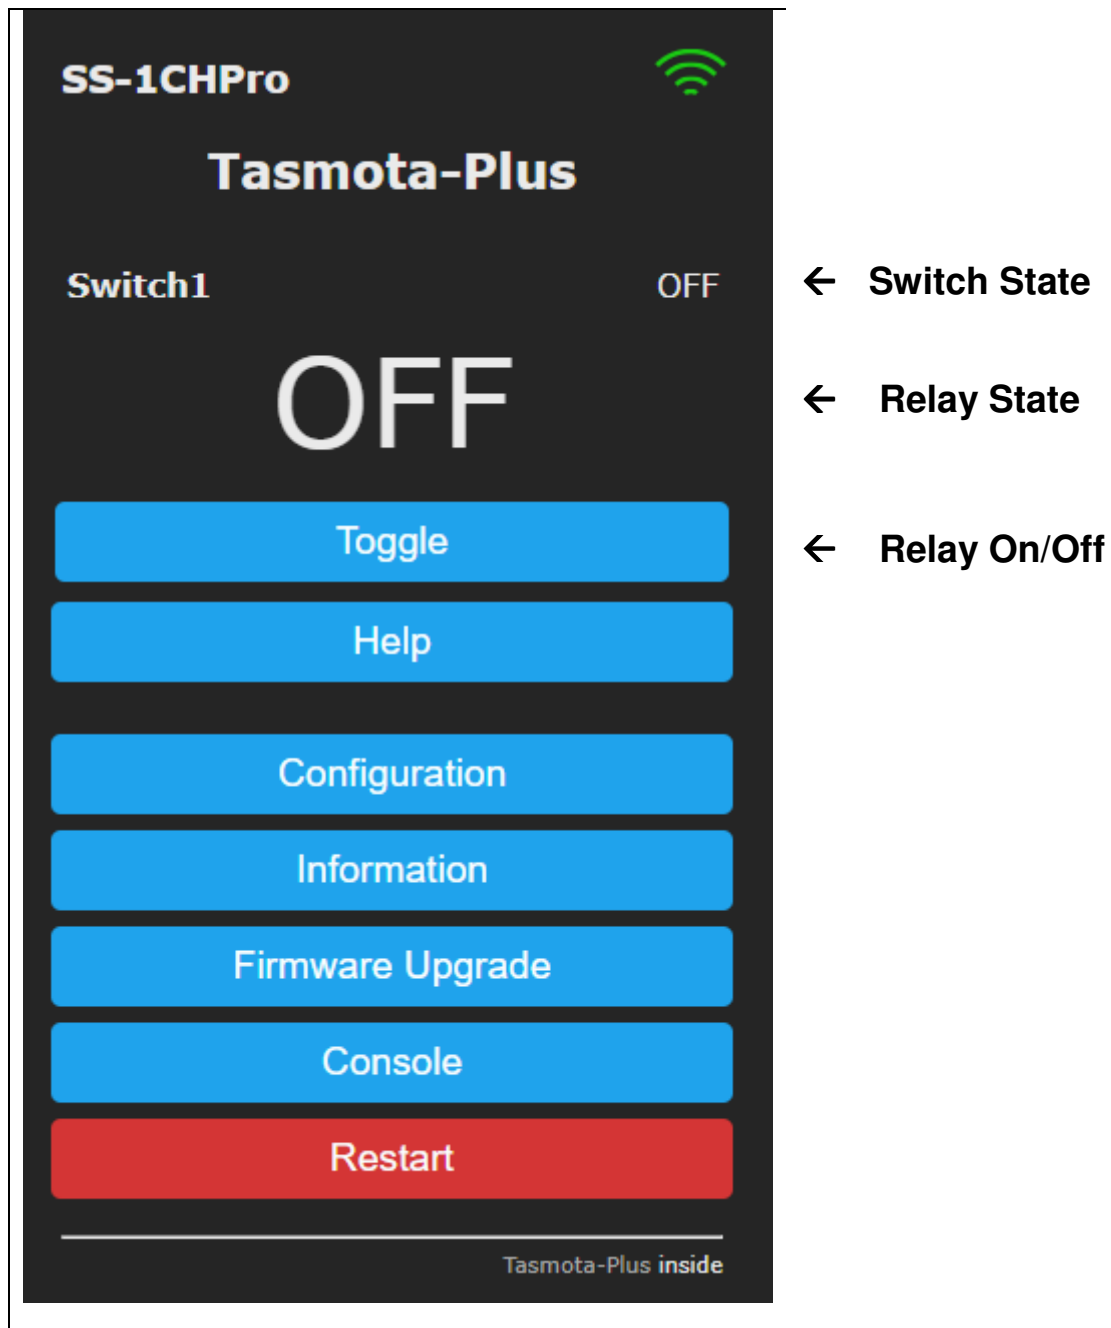 SS-1CHPro
Tasmota-Plus
Switch1 OFF ← Switch State
OFF ← Relay State
Toggle ← Relay On/Off
Help
Configuration
Information
Firmware Upgrade
Console
Restart
Tasmota-Plus inside